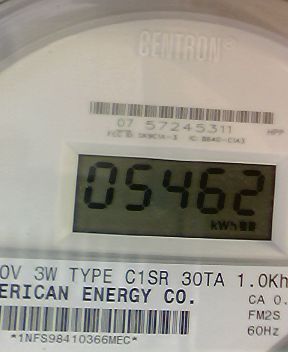 CENTRON®
07 57245311
HPP
05462
kWh
0V 3W TYPE C1SR 30TA 1.0Kh
ERICAN ENERGY CO.
CA 0.
FM2S
60Hz
*1NFS98410366MEC*